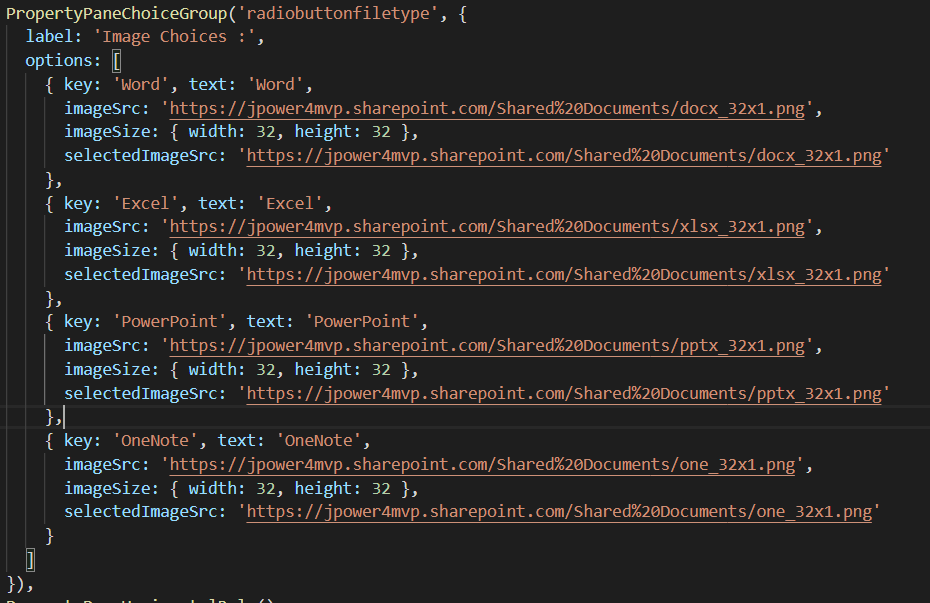 PropertyPaneChoiceGroup('radiobuttonfiletype', {
label: 'Image Choices :',
options: [
{ key: 'Word', text: 'Word',
imageSrc: 'https://jpower4mvp.sharepoint.com/Shared%20Documents/docx_32x1.png',
imageSize: { width: 32, height: 32 },
selectedImageSrc: 'https://jpower4mvp.sharepoint.com/Shared%20Documents/docx_32x1.png'
},
{ key: 'Excel', text: 'Excel',
imageSrc: 'https://jpower4mvp.sharepoint.com/Shared%20Documents/xlsx_32x1.png',
imageSize: { width: 32, height: 32 },
selectedImageSrc: 'https://jpower4mvp.sharepoint.com/Shared%20Documents/xlsx_32x1.png'
},
{ key: 'PowerPoint', text: 'PowerPoint',
imageSrc: 'https://jpower4mvp.sharepoint.com/Shared%20Documents/pptx_32x1.png',
imageSize: { width: 32, height: 32 },
selectedImageSrc: 'https://jpower4mvp.sharepoint.com/Shared%20Documents/pptx_32x1.png'
},
{ key: 'OneNote', text: 'OneNote',
imageSrc: 'https://jpower4mvp.sharepoint.com/Shared%20Documents/one_32x1.png',
imageSize: { width: 32, height: 32 },
selectedImageSrc: 'https://jpower4mvp.sharepoint.com/Shared%20Documents/one_32x1.png'
}
]
}),